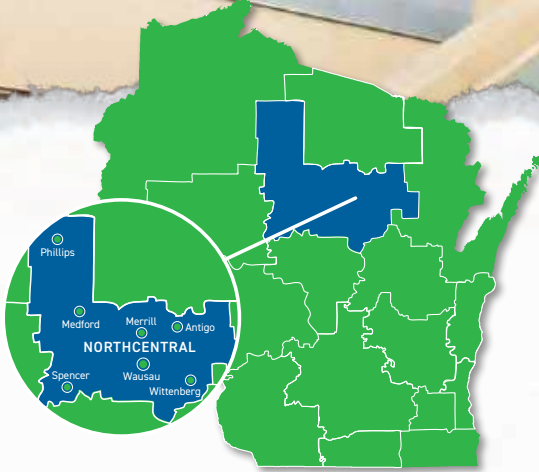 Phillips
Medford
Merrill
Antigo
NORTHCENTRAL
Spencer
Wausau
Wittenberg